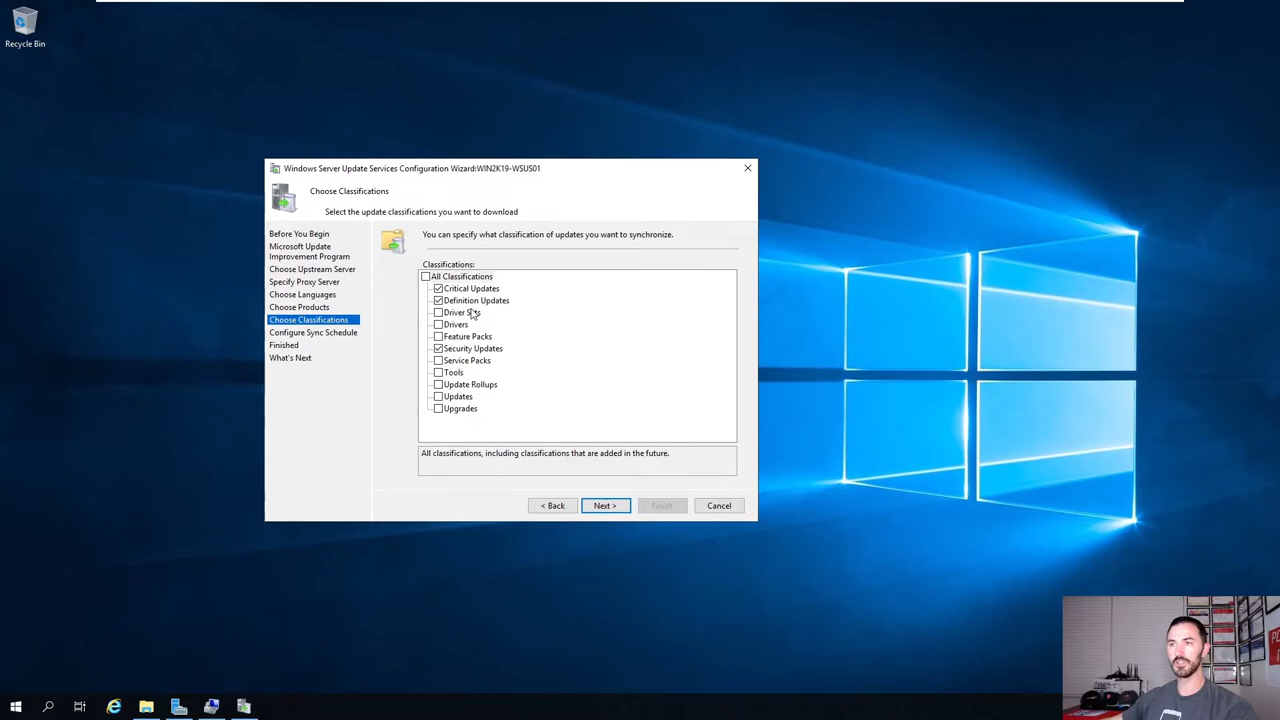 Recycle Bin
Windows Server Update Services Configuration Wizard:WIN2K19-WSUS01
Choose Classifications
Select the update classifications you want to download
Before You Begin
Microsoft Update
Improvement Program
Choose Upstream Server
Specify Proxy Server
Choose Languages
Choose Products
Choose Classifications
Configure Sync Schedule
Finished
What's Next
You can specify what classification of updates you want to synchronize.
Classifications:
All Classifications
Critical Updates
Definition Updates
Driver Sets
Drivers
Feature Packs
Security Updates
Service Packs
Tools
Update Rollups
Updates
Upgrades
All classifications, including classifications that are added in the future.
< Back
Next >
Finish
Cancel